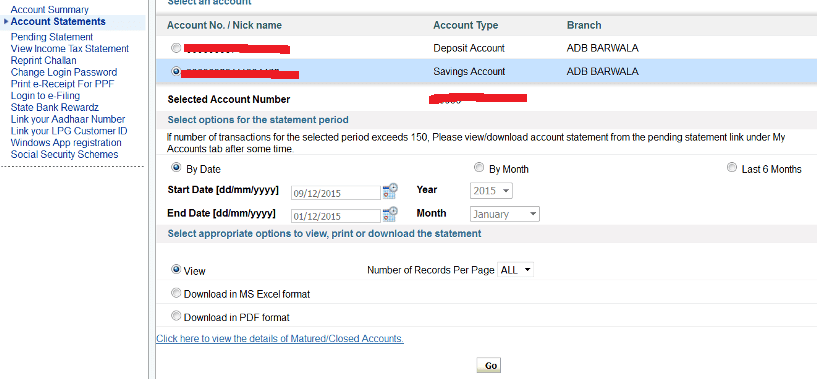 Account Summary
Account Statements
Pending Statement
View Income Tax Statement
Reprint Challan
Change Login Password
Print e-Receipt For PPF
Login to e-Filing
State Bank Rewardz
Link your Aadhaar Number
Link your LPG Customer ID
Windows App registration
Social Security Schemes
Select an account
Account No. / Nick name Account Type Branch
Deposit Account ADB BARWALA
Savings Account ADB BARWALA
Selected Account Number
Select options for the statement period
If number of transactions for the selected period exceeds 150, Please view/download account statement from the pending statement link under My
Accounts tab after some time.
By Date By Month Last 6 Months
Start Date [dd/mm/yyyy] 09/12/2015 Year 2015
End Date [dd/mm/yyyy] 01/12/2015 Month January
Select appropriate options to view, print or download the statement
View Number of Records Per Page ALL
Download in MS Excel format
Download in PDF format
Click here to view the details of Matured/Closed Accounts.
Go